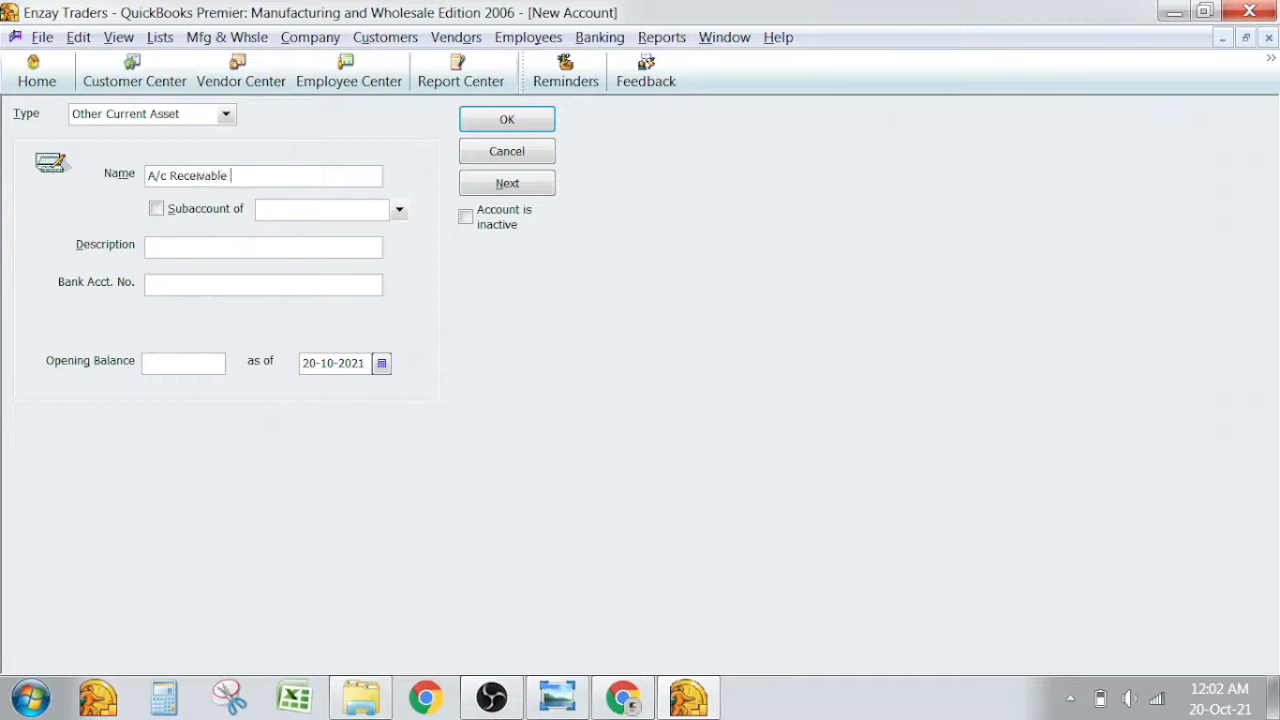 Enzay Traders - QuickBooks Premier: Manufacturing and Wholesale Edition 2006 - [New Account]
File Edit View Lists Mfg & Whsle Company Customers Vendors Employees Banking Reports Window Help
Home Customer Center Vendor Center Employee Center Report Center Reminders Feedback
Type Other Current Asset
OK
Cancel
Next
Account is
inactive
Name A/c Receivable
Subaccount of
Description
Bank Acct. No.
Opening Balance as of 20-10-2021
12:02 AM
20-Oct-21